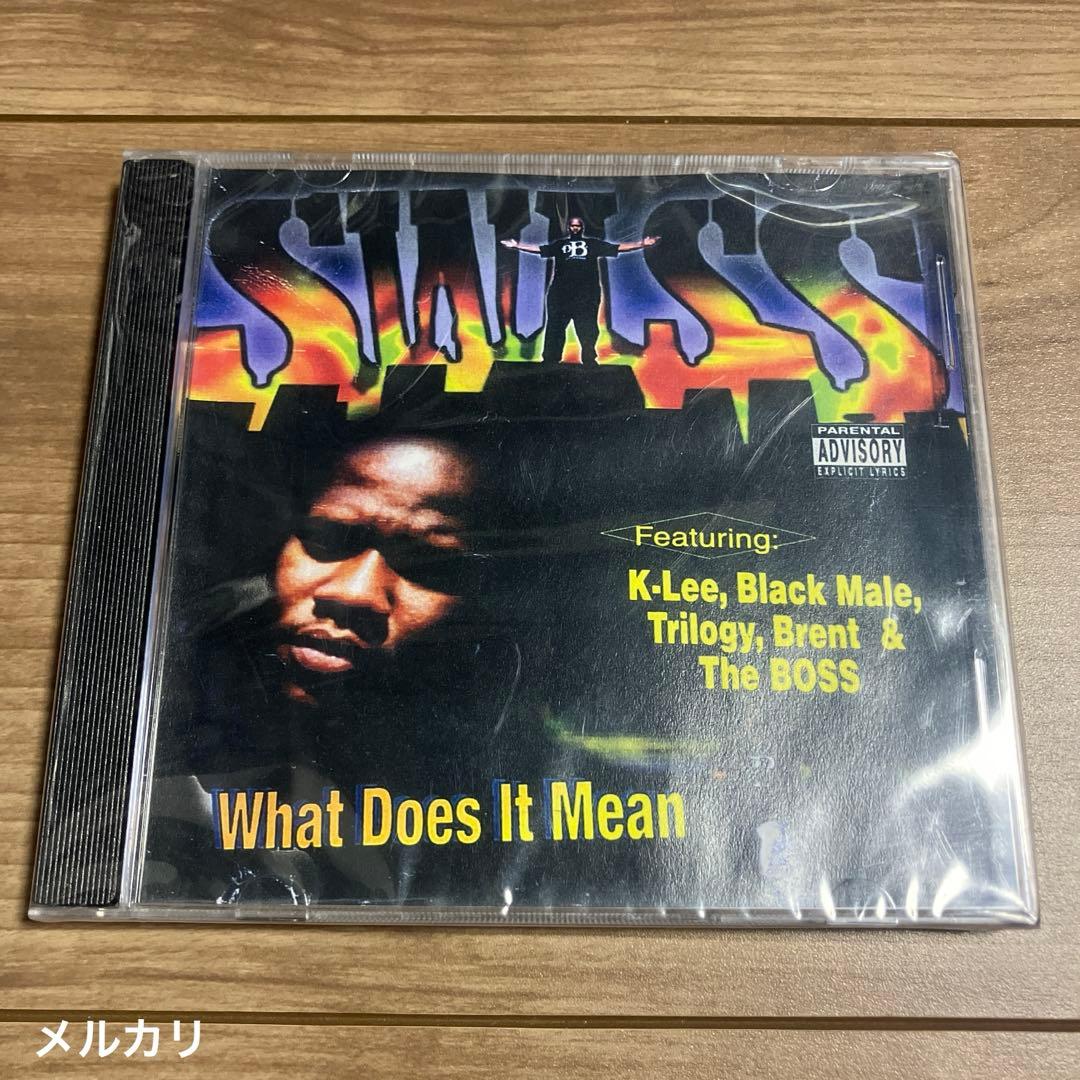 SWISS
B
PARENTAL
ADVISORY
EXPLICIT LYRICS
Featuring:
K-Lee, Black Male,
Trilogy, Brent &
The BOSS
What Does It Mean
メルカリ